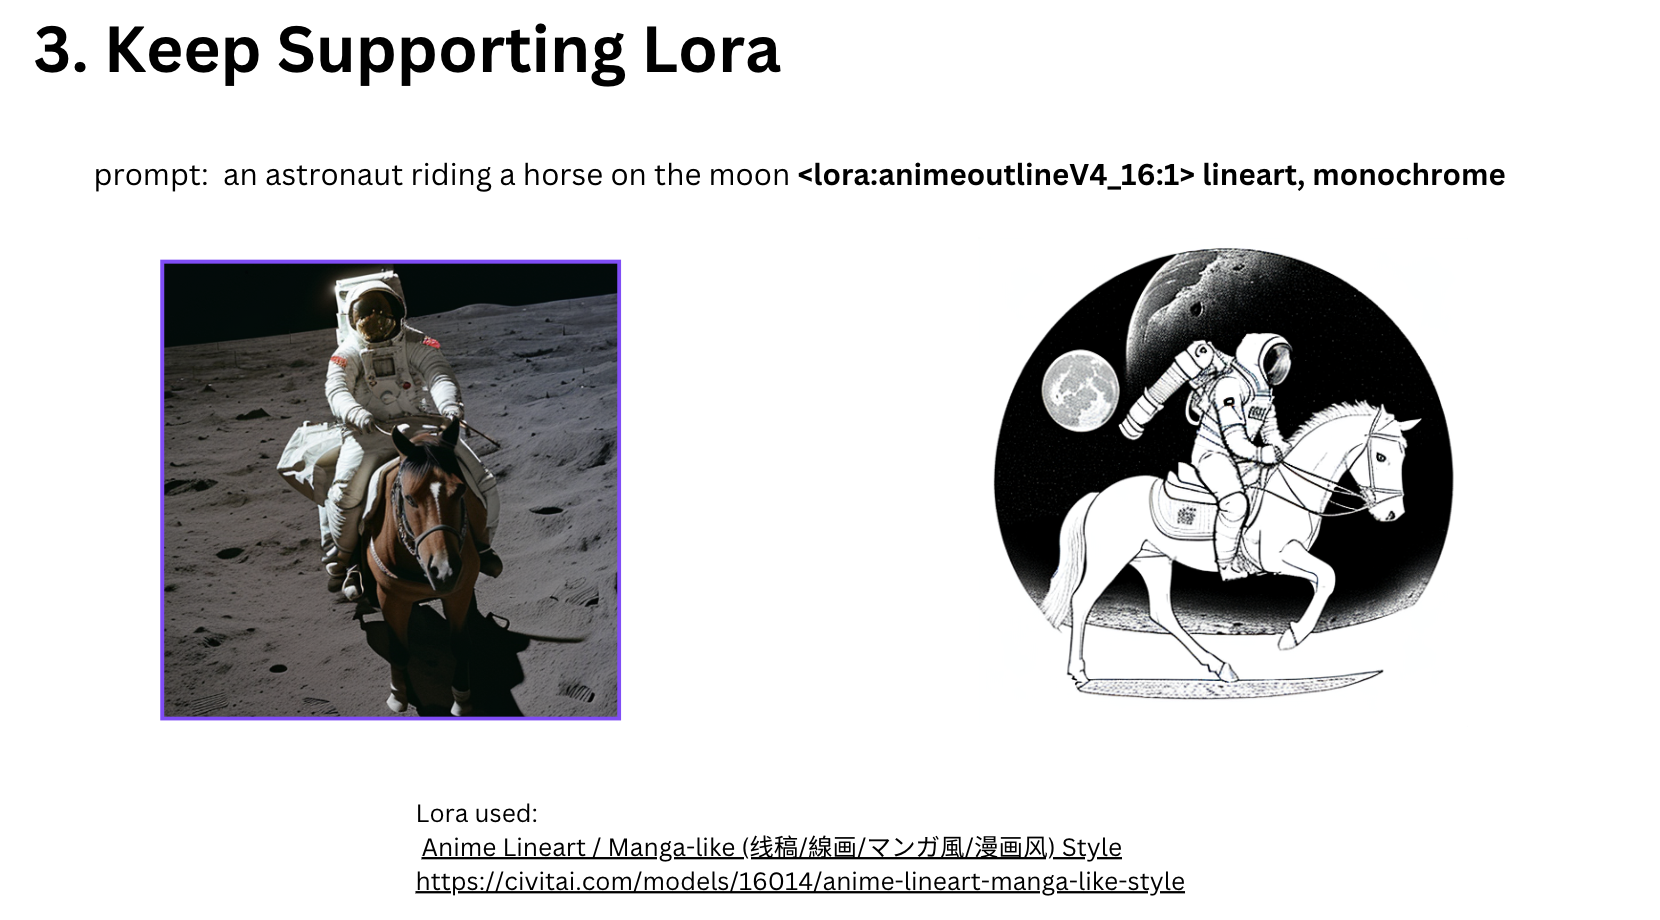 3. Keep Supporting Lora
prompt:  an astronaut riding a horse on the moon <lora:animeoutlineV4_16:1> lineart, monochrome
Lora used:
Anime Lineart / Manga-like (线稿/線画/マンガ風/漫画风) Style
https://civitai.com/models/16014/anime-lineart-manga-like-style